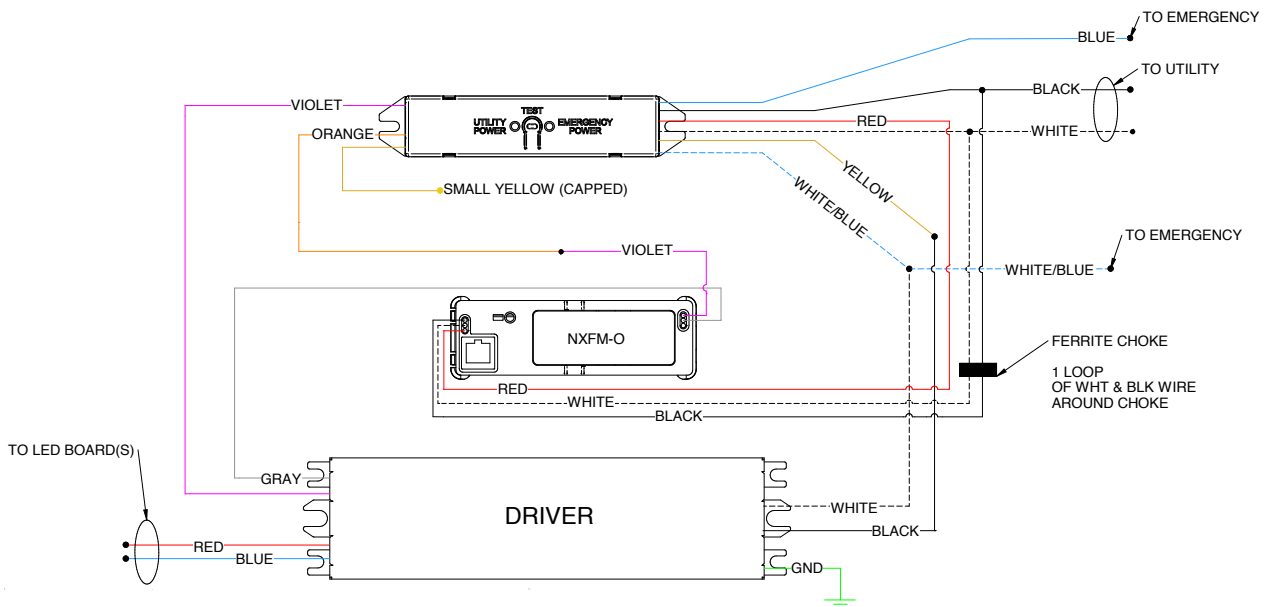 TO EMERGENCY
BLUE
TO UTILITY
BLACK
VIOLET
TEST
UTILITY POWER
EMERGENCY POWER
RED
WHITE
ORANGE
YELLOW
SMALL YELLOW (CAPPED)
WHITE/BLUE
TO EMERGENCY
VIOLET
WHITE/BLUE
NXFM-O
FERRITE CHOKE
1 LOOP
OF WHT & BLK WIRE
AROUND CHOKE
RED
WHITE
BLACK
TO LED BOARD(S)
GRAY
DRIVER
WHITE
BLACK
RED
BLUE
GND